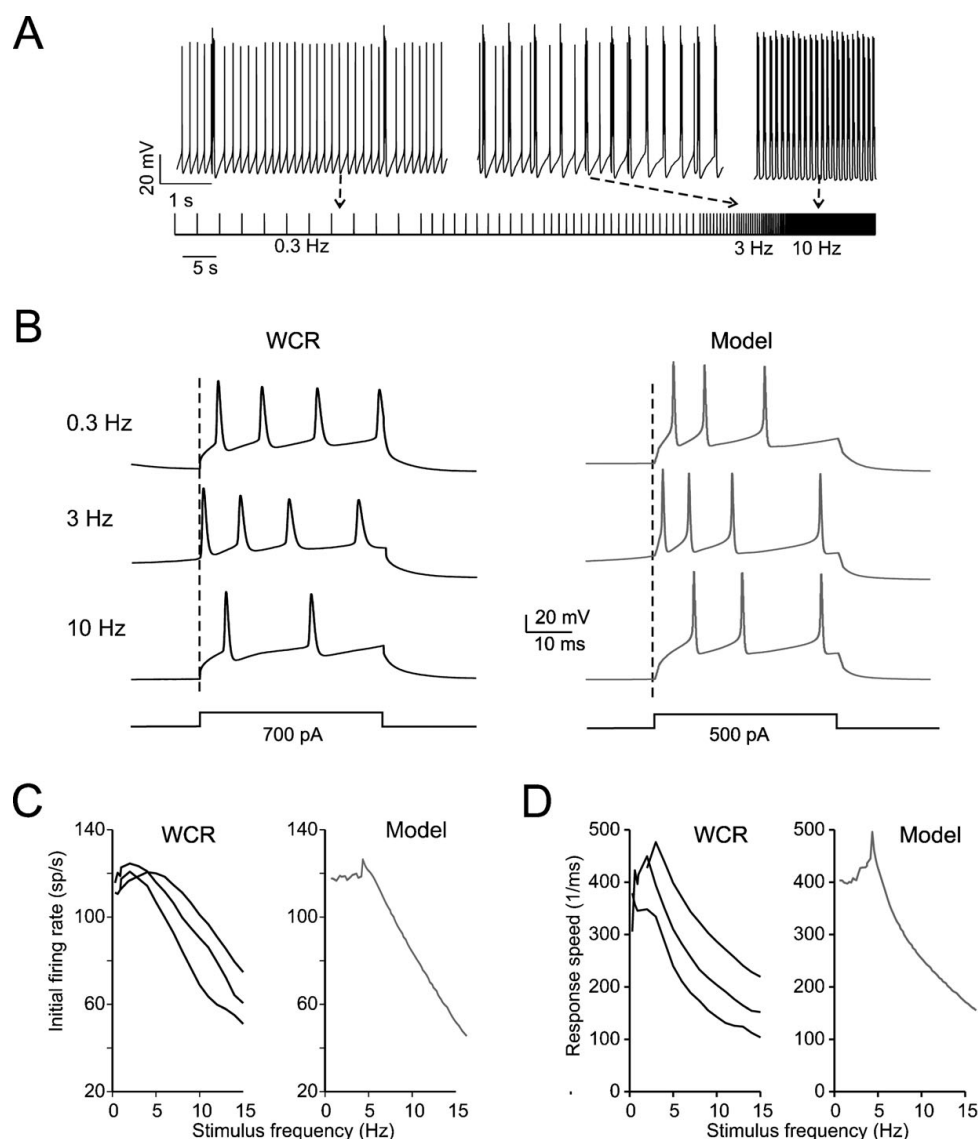 A
20 mV
1 s
0.3 Hz
3 Hz
10 Hz
5 s
B
WCR
Model
0.3 Hz
3 Hz
10 Hz
20 mV
10 ms
700 pA
500 pA
C
WCR
Model
Initial firing rate (sp/s)
140
100
60
20
0 5 10 15
140
100
60
20
0 5 10 15
Stimulus frequency (Hz)
D
WCR
Model
Response speed (1/ms)
500
400
300
200
100
0
0 5 10 15
500
400
300
200
100
0
0 5 10 15
Stimulus frequency (Hz)